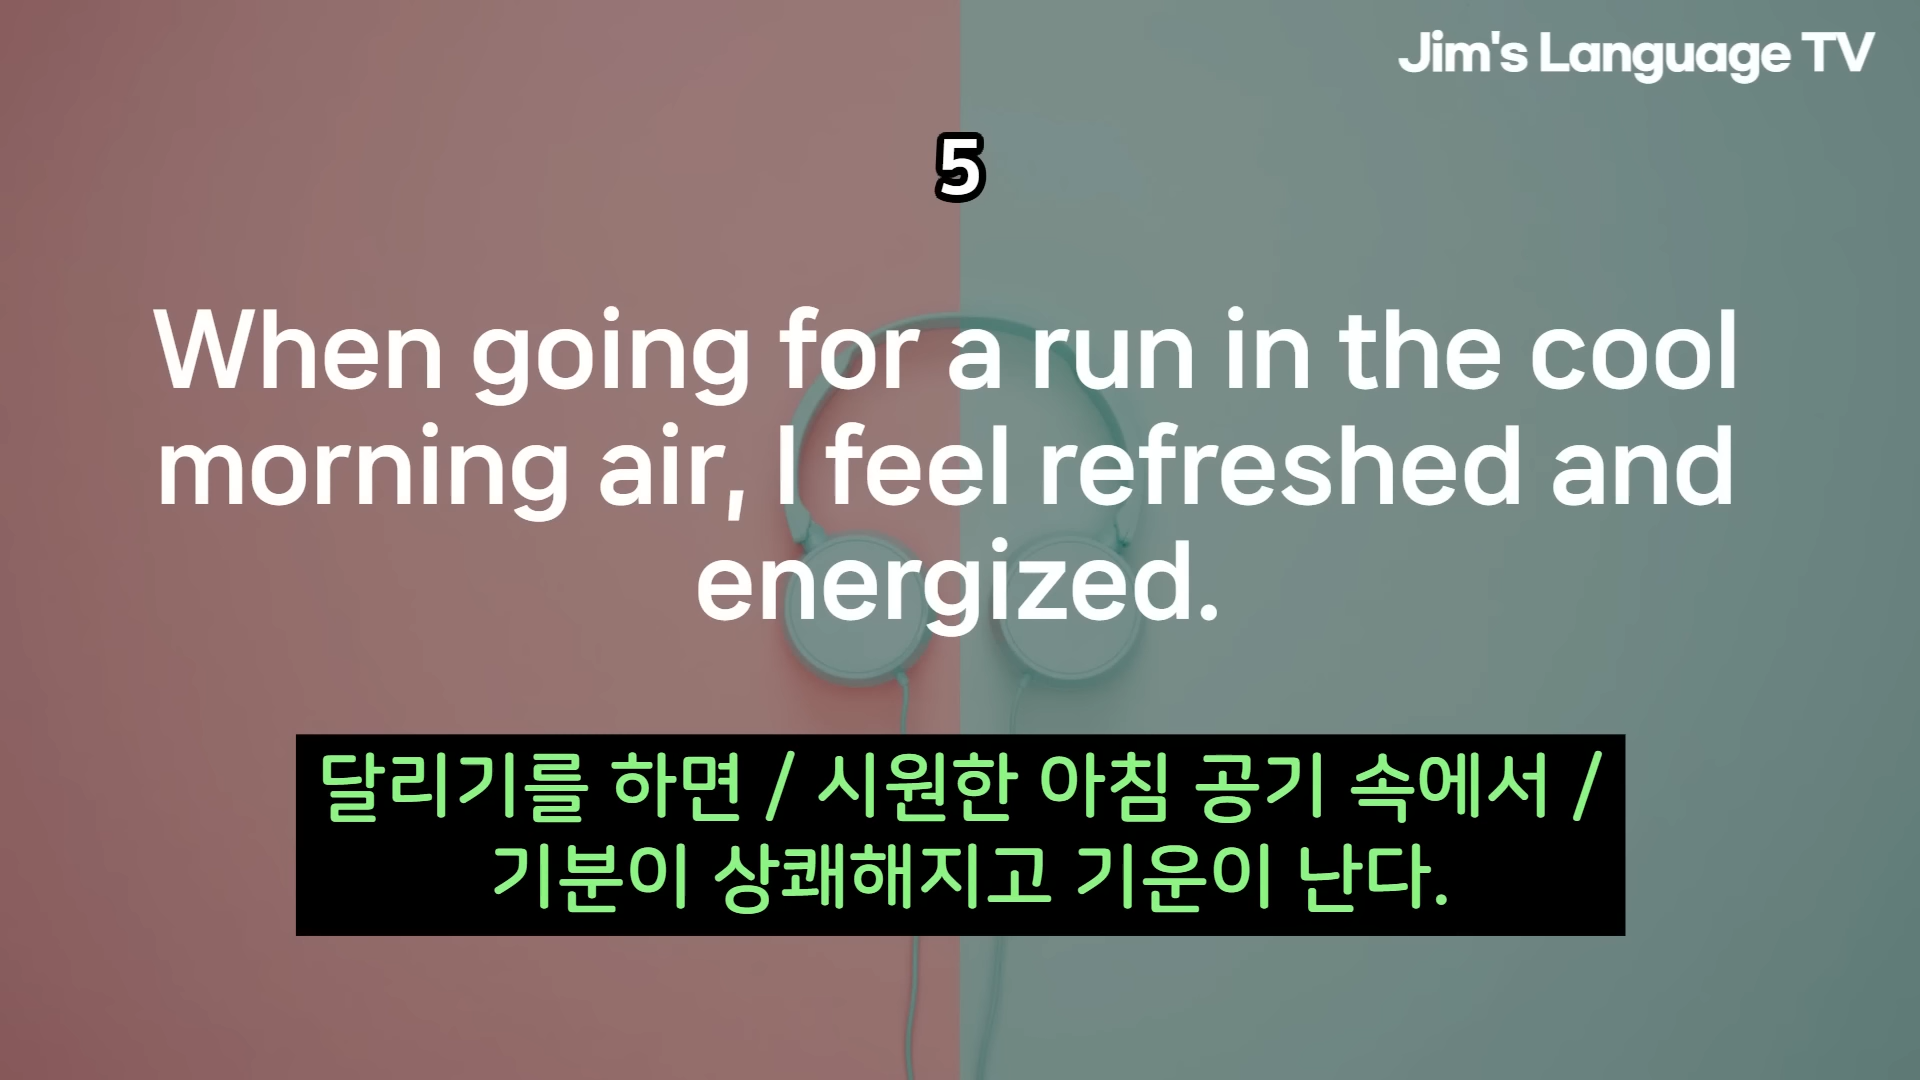 Jim's Language TV
5
When going for a run in the cool
morning air, I feel refreshed and
energized.
달리기를 하면 / 시원한 아침 공기 속에서 /
기분이 상쾌해지고 기운이 난다.